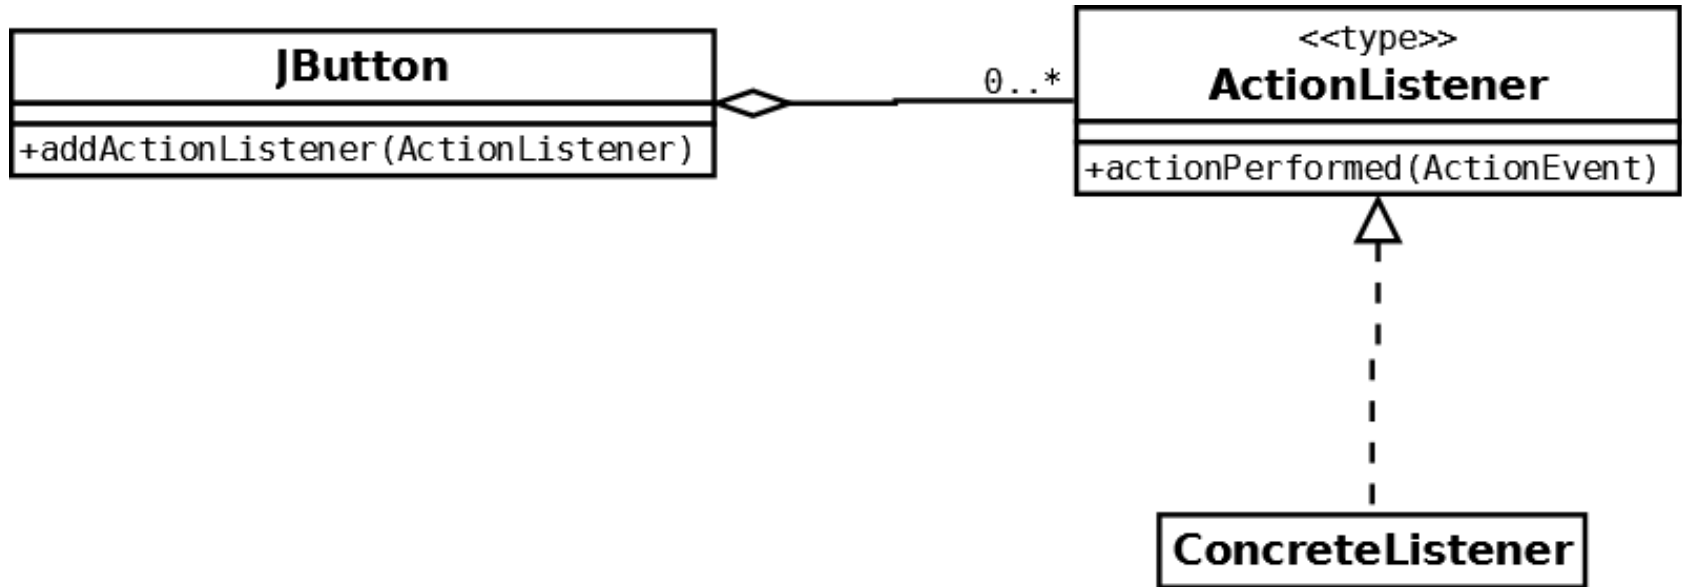 JButton
+addActionListener(ActionListener)
0..*
<<type>>
ActionListener
+actionPerformed(ActionEvent)
ConcreteListener